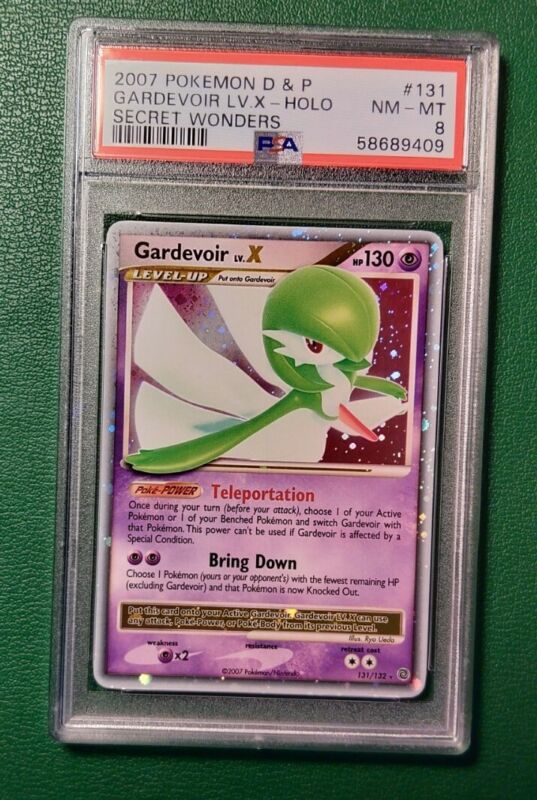 2007 POKEMON D & P #131
GARDEVOIR LV.X-HOLO NM-MT
SECRET WONDERS 8
PSA 58689409
Gardevoir LV.X HP 130
LEVEL-UP Put onto Gardevoir
Poké-POWER Teleportation
Once during your turn (before your attack), choose 1 of your Active
Pokémon or 1 of your Benched Pokémon and switch Gardevoir with
that Pokémon. This power can't be used if Gardevoir is affected by a
Special Condition.
Bring Down
Choose 1 Pokémon (yours or your opponent's) with the fewest remaining HP
(excluding Gardevoir) and that Pokémon is now Knocked Out.
Put this card onto your Active Gardevoir. Gardevoir LV.X can use
any attack, Poké-Power, or Poké-Body from its previous Level.
Illus. Ryo Ueda
weakness resistance retreat cost
x2
©2007 Pokémon/Nintendo 131/132